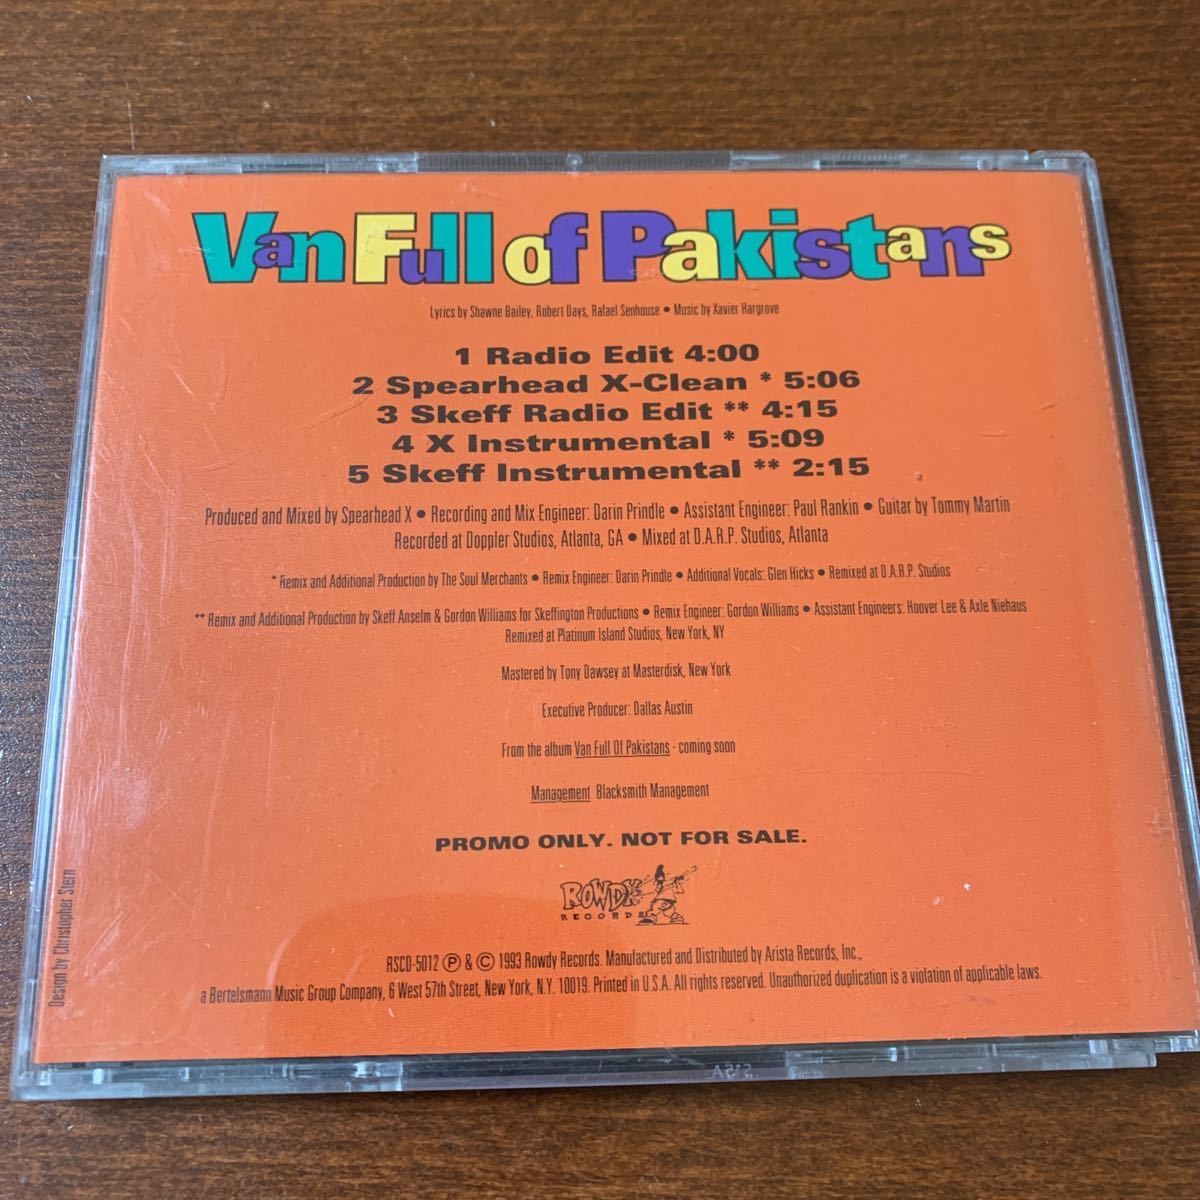 Van Full of Pakistans
Lyrics by Shawne Bailey, Robert Days, Rafael Senhouse • Music by Xavier Hargrove
1 Radio Edit 4:00
2 Spearhead X-Clean * 5:06
3 Skeff Radio Edit ** 4:15
4 X Instrumental * 5:09
5 Skeff Instrumental ** 2:15
Produced and Mixed by Spearhead X • Recording and Mix Engineer: Darin Prindle • Assistant Engineer: Paul Rankin • Guitar by Tommy Martin
Recorded at Doppler Studios, Atlanta, GA • Mixed at D.A.R.P. Studios, Atlanta
* Remix and Additional Production by The Soul Merchants • Remix Engineer: Darin Prindle • Additional Vocals: Glen Hicks • Remixed at D.A.R.P. Studios
** Remix and Additional Production by Skeff Anselm & Gordon Williams for Skeffington Productions • Remix Engineer: Gordon Williams • Assistant Engineers: Hoover Lee & Axle Niehaus
Remixed at Platinum Island Studios, New York, NY
Mastered by Tony Dawsey at Masterdisk, New York
Executive Producer: Dallas Austin
From the album Van Full Of Pakistans - coming soon
Management Blacksmith Management
PROMO ONLY. NOT FOR SALE.
ROWDY
RECORDS
Design by Christopher Stern
RSCD-5012 Ⓟ & © 1993 Rowdy Records. Manufactured and Distributed by Arista Records, Inc.,
a Bertelsmann Music Group Company, 6 West 57th Street, New York, N.Y. 10019. Printed in U.S.A. All rights reserved. Unauthorized duplication is a violation of applicable laws.